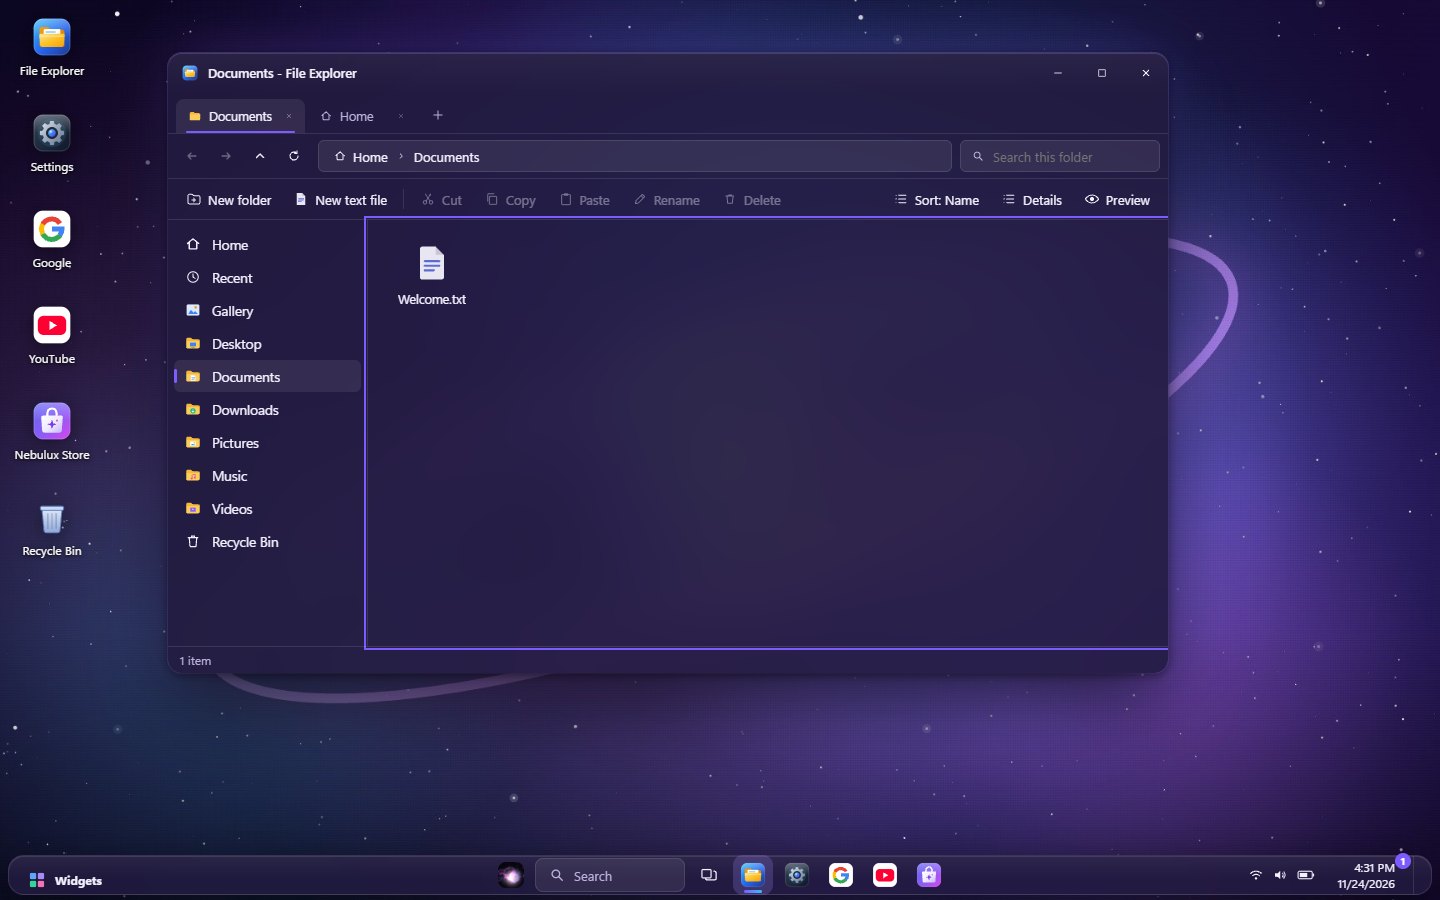 File Explorer
Settings
Google
YouTube
Nebulux Store
Recycle Bin
Documents - File Explorer
Documents
Home
Home
Documents
Search this folder
New folder
New text file
Cut
Copy
Paste
Rename
Delete
Sort: Name
Details
Preview
Home
Recent
Gallery
Desktop
Documents
Downloads
Pictures
Music
Videos
Recycle Bin
Welcome.txt
1 item
Widgets
Search
4:31 PM
11/24/2026
1